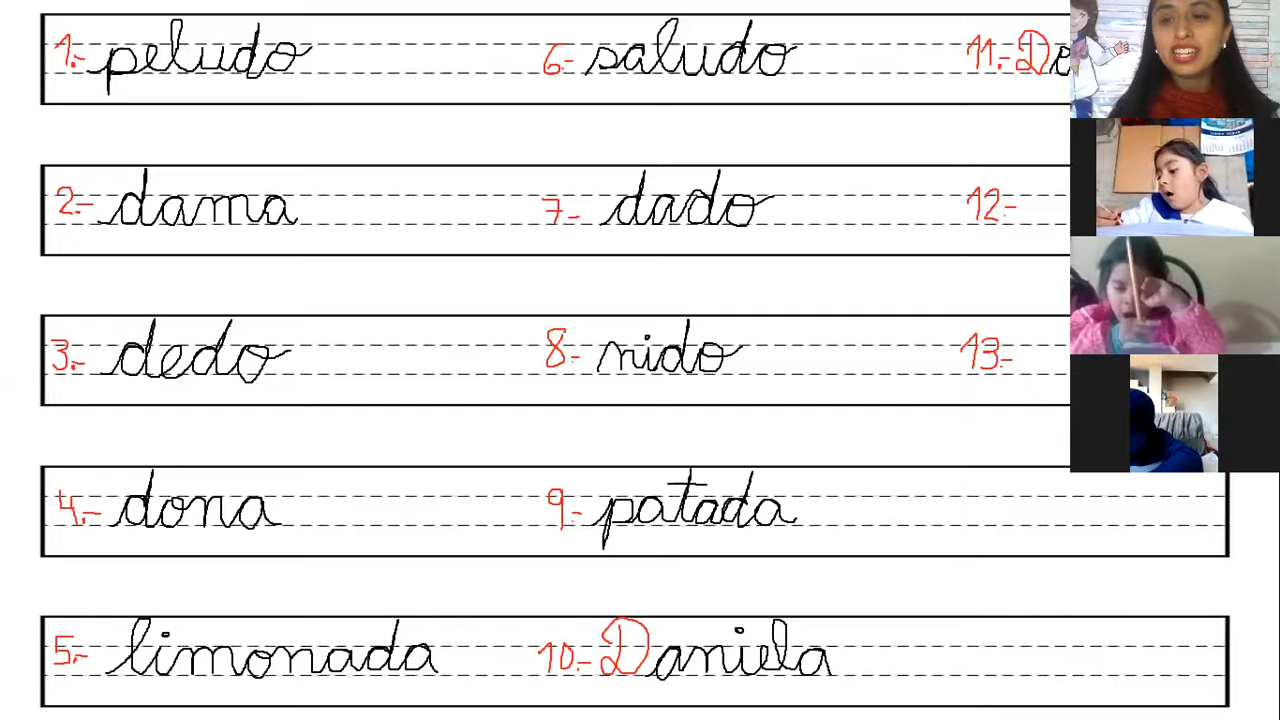 1.- peludo
6.- saludo
11.- D
2.- dama
7.- dado
12.-
3.- dedo
8.- nido
13.-
4.- dona
9.- patada
5.- limonada
10.- Daniela